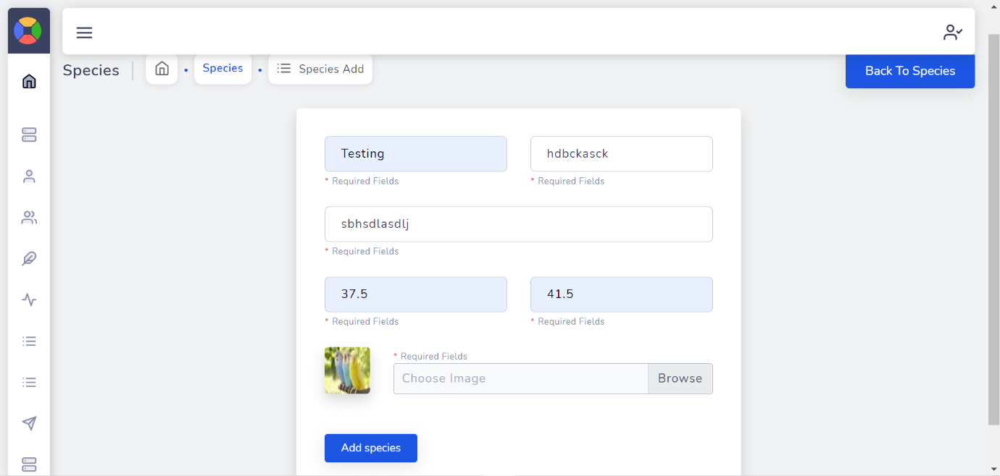 Species
Species
Species Add
Back To Species
Testing
hdbckasck
* Required Fields
* Required Fields
sbhsdlasdlj
* Required Fields
37.5
41.5
* Required Fields
* Required Fields
* Required Fields
Choose Image
Browse
Add species